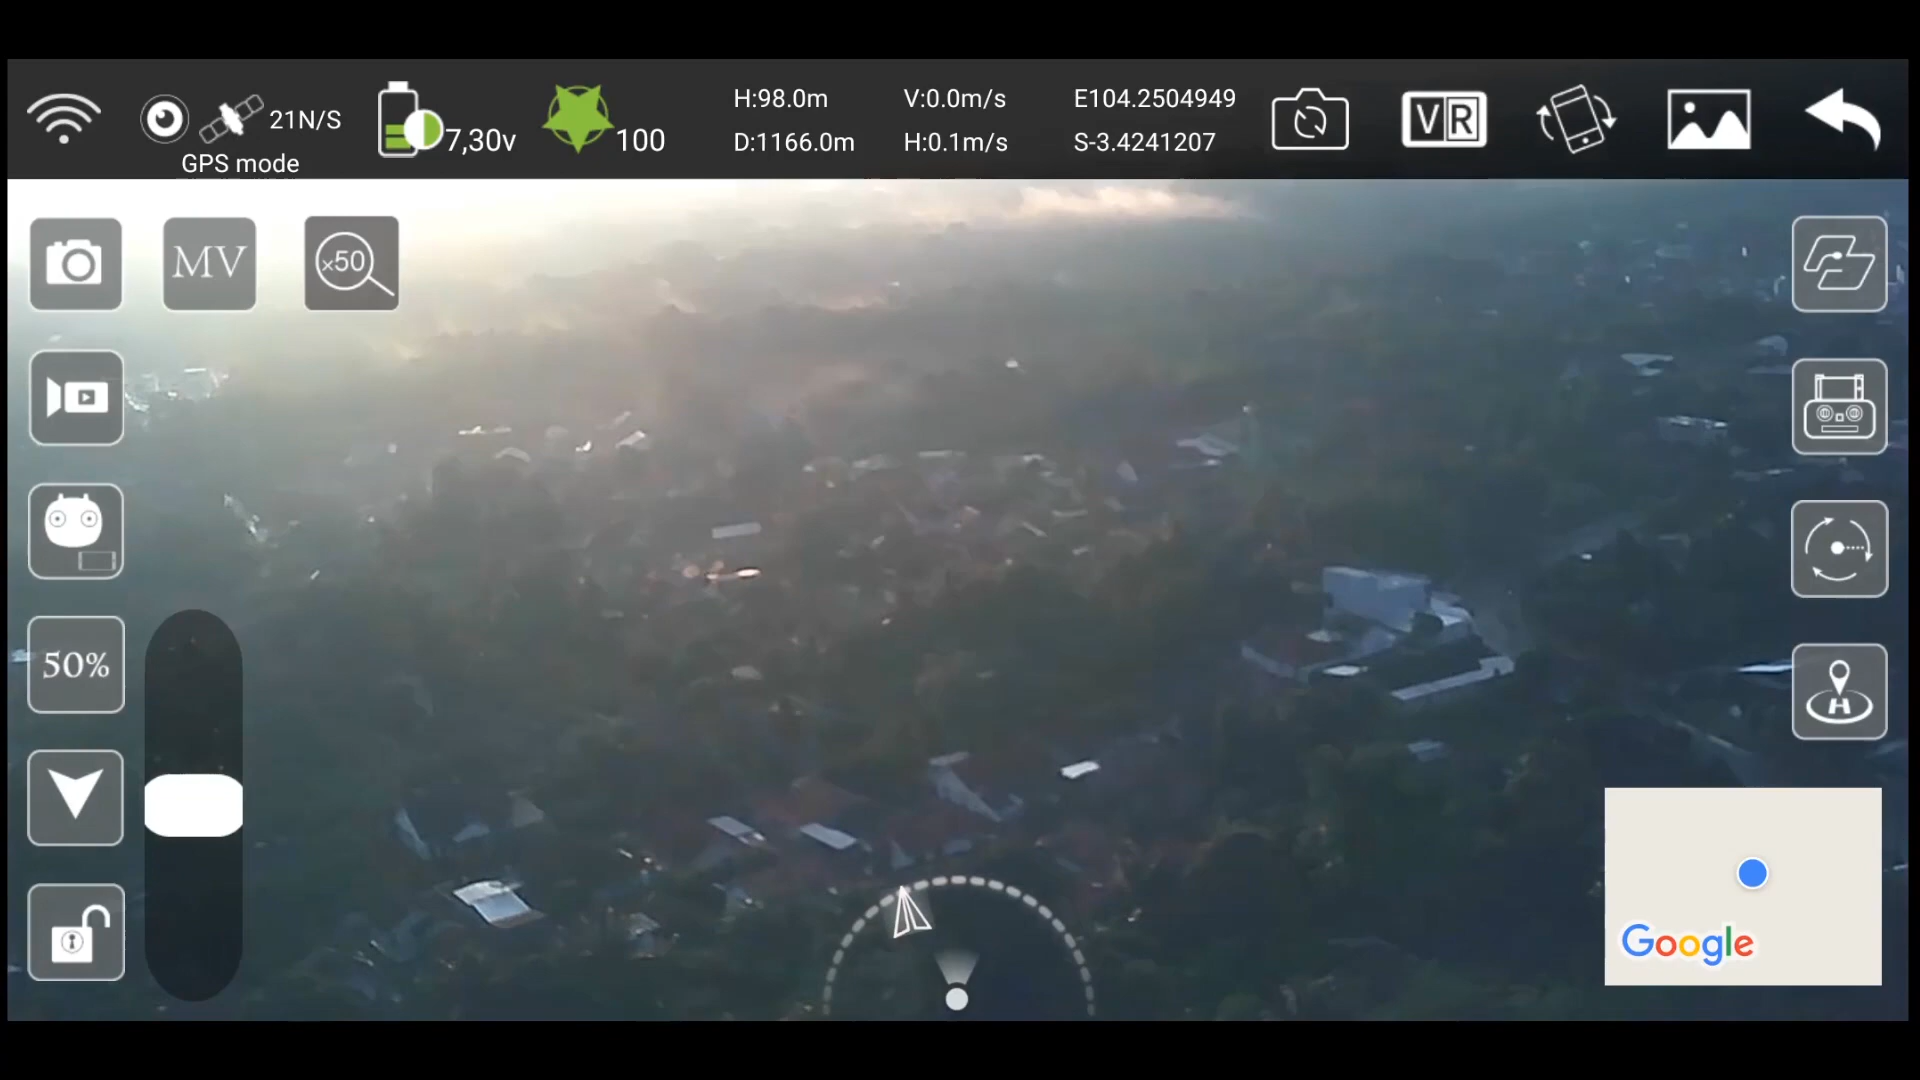 21N/S
GPS mode
7,30v
100
H:98.0m
V:0.0m/s
E104.2504949
D:1166.0m
H:0.1m/s
S-3.4241207
VR
MV
x50
50%
H
Google